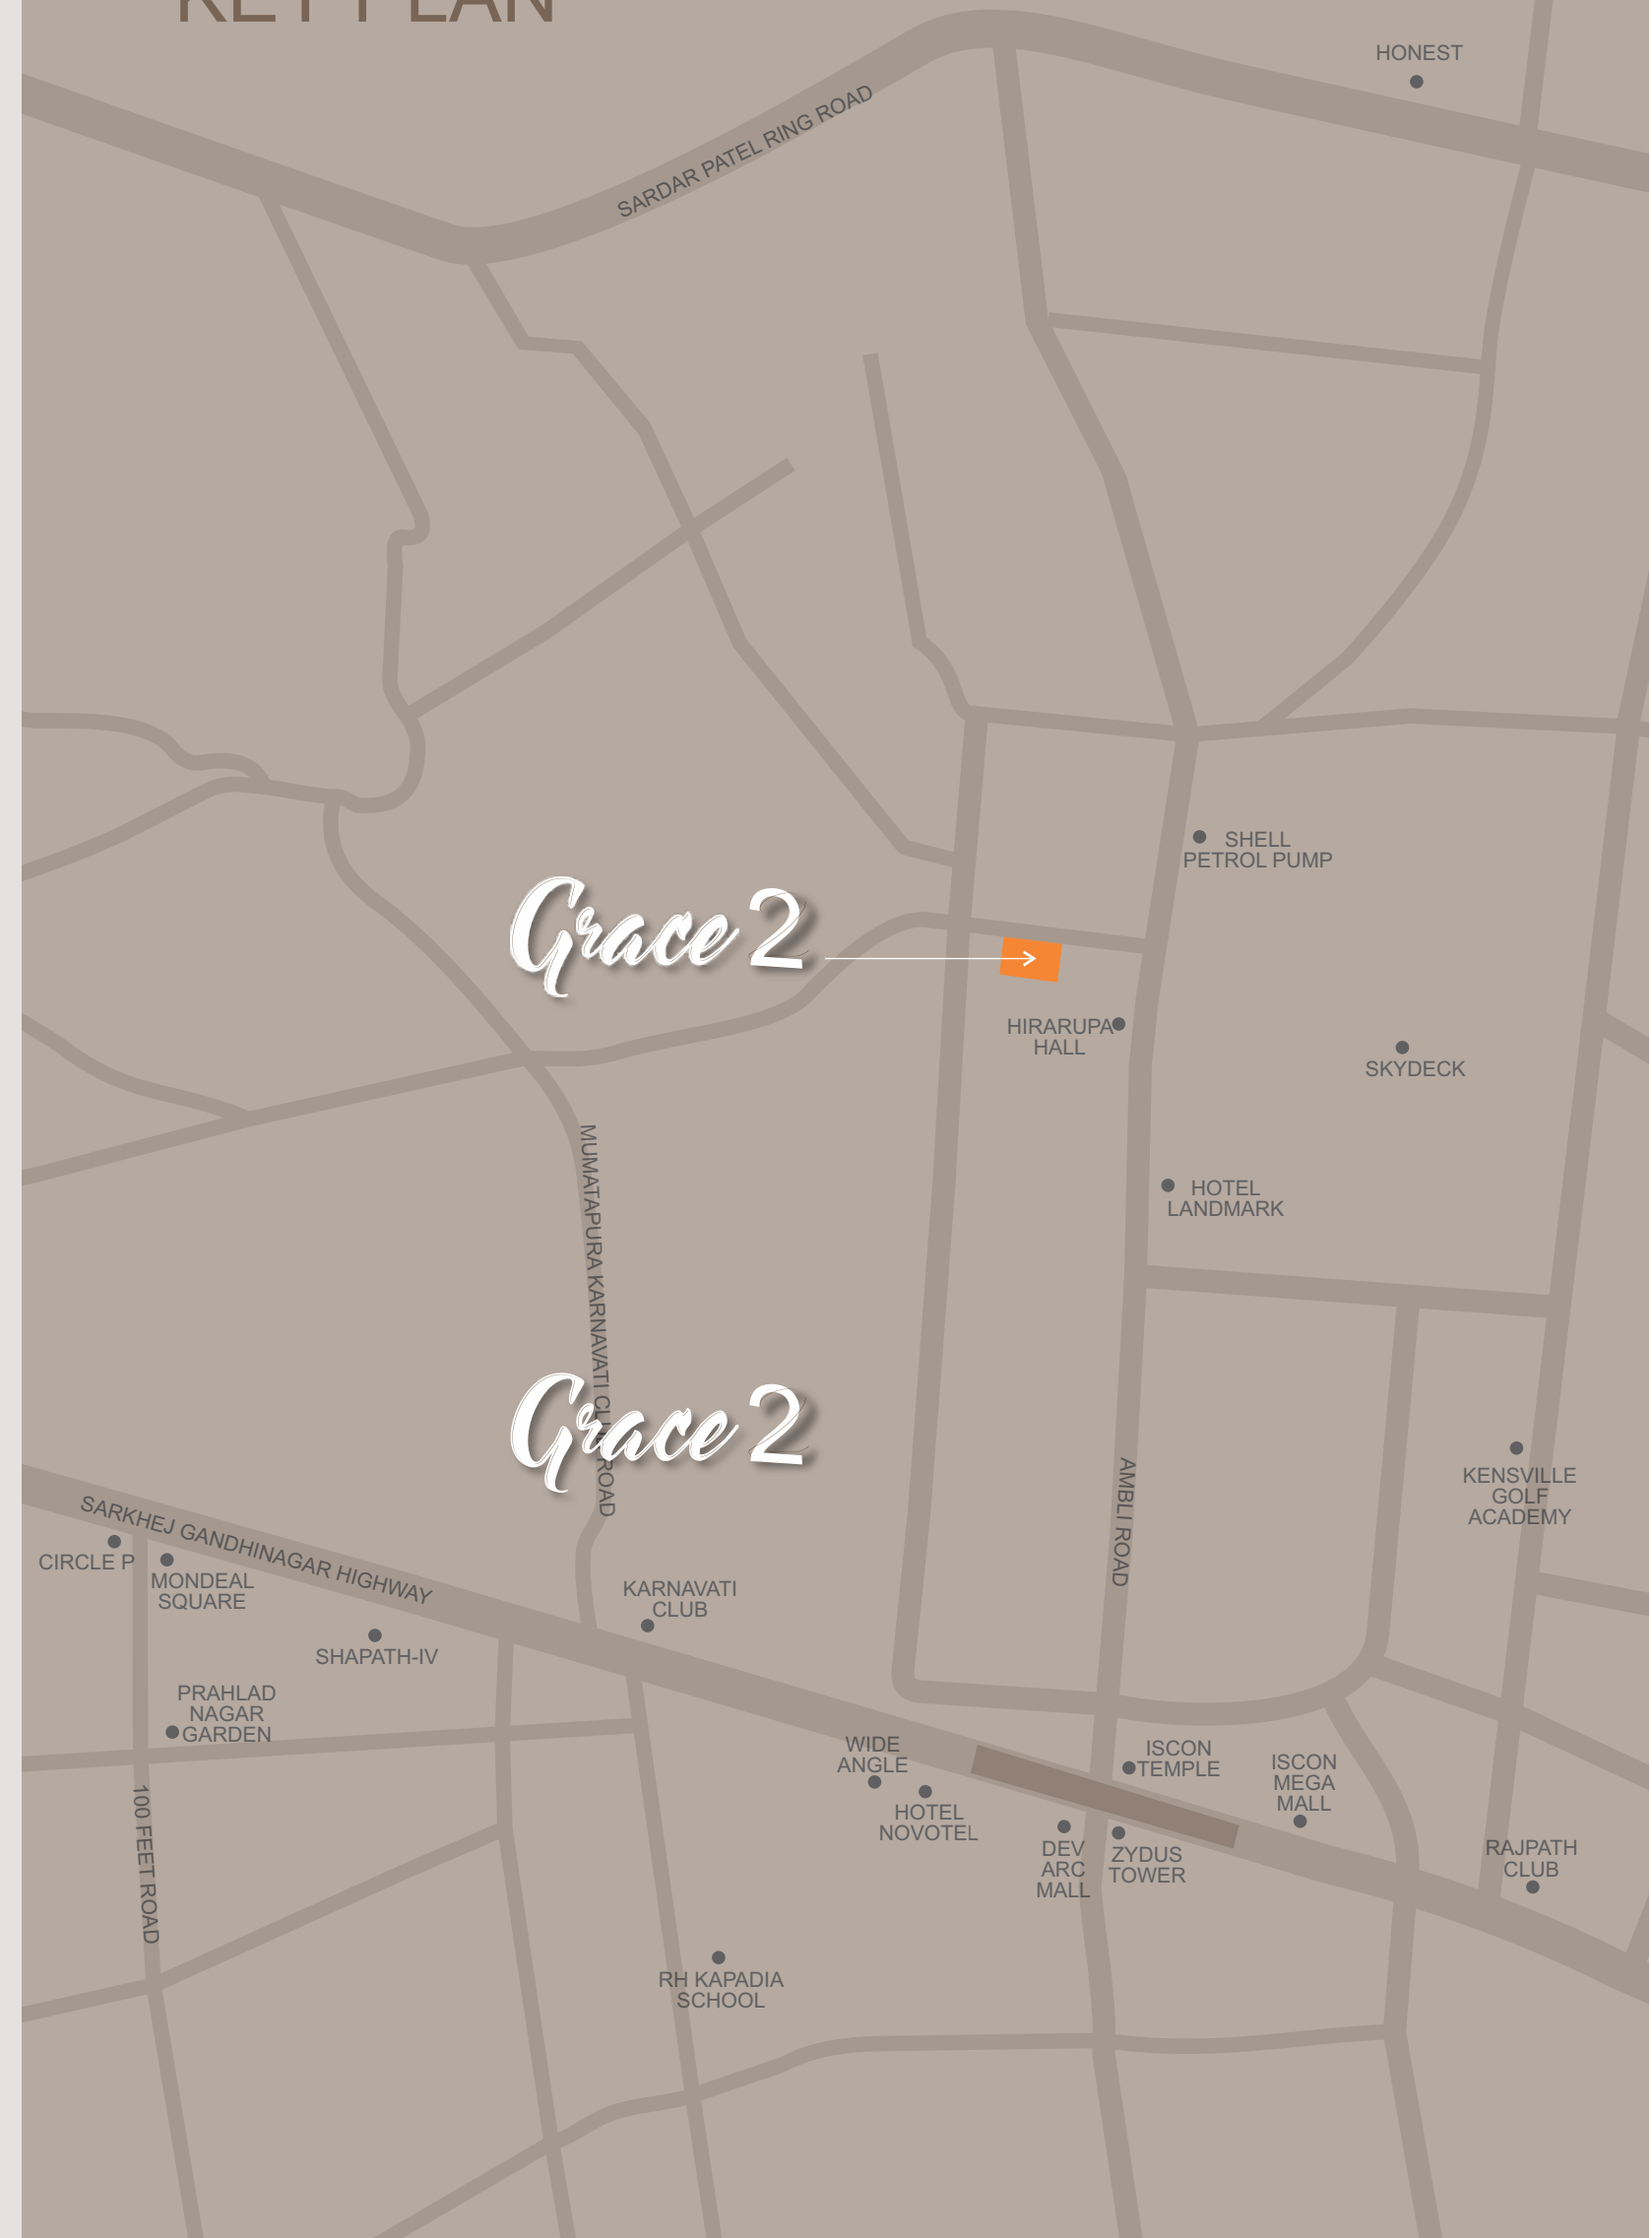 KEY PLAN
HONEST
SARDAR PATEL RING ROAD
SHELL
PETROL PUMP
Grace 2
HIRARUPA
HALL
SKYDECK
MUMATAPURA KARNAVATI CLUB ROAD
HOTEL
LANDMARK
Grace 2
AMBLI ROAD
KENSVILLE
GOLF
ACADEMY
SARKHEJ GANDHINAGAR HIGHWAY
CIRCLE P
MONDEAL
SQUARE
KARNAVATI
CLUB
SHAPATH-IV
PRAHLAD
NAGAR
GARDEN
WIDE
ANGLE
ISCON
TEMPLE
ISCON
MEGA
MALL
HOTEL
NOVOTEL
DEV
ARC
MALL
ZYDUS
TOWER
RAJPATH
CLUB
100 FEET ROAD
RH KAPADIA
SCHOOL